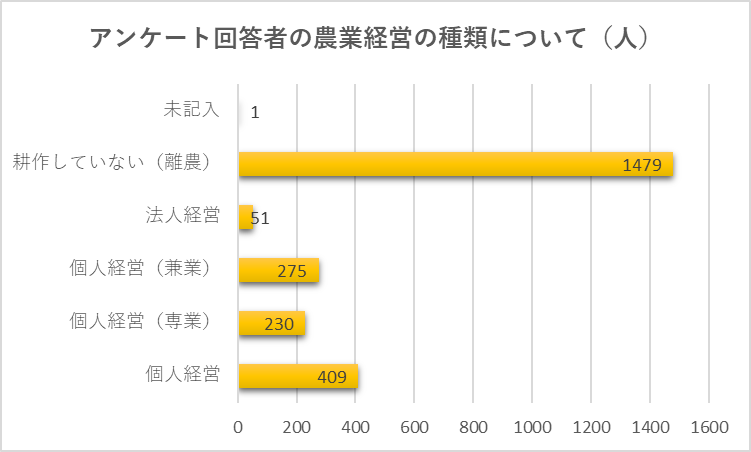 アンケート回答者の農業経営の種類について（人）
未記入
1
耕作していない（離農）
1479
法人経営
51
個人経営（兼業）
275
個人経営（専業）
230
個人経営
409
0 200 400 600 800 1000 1200 1400 1600